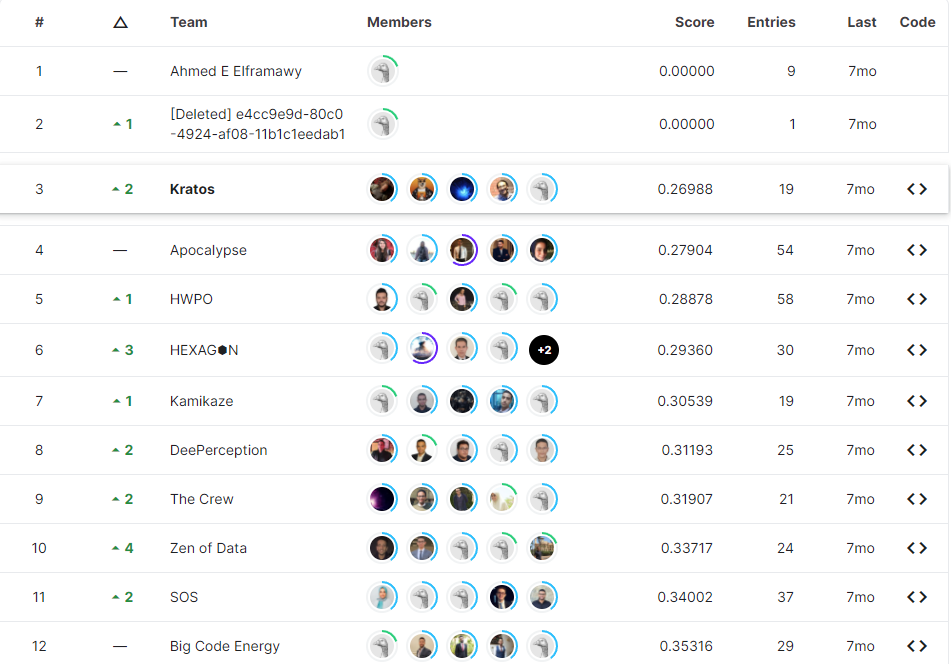 # △ Team Members Score Entries Last Code
1 — Ahmed E Elframawy 0.00000 9 7mo
2 ▲ 1 [Deleted] e4cc9e9d-80c0
-4924-af08-11b1c1eedab1 0.00000 1 7mo
3 ▲ 2 Kratos 0.26988 19 7mo <>
4 — Apocalypse 0.27904 54 7mo <>
5 ▲ 1 HWPO 0.28878 58 7mo <>
6 ▲ 3 HEXAG⬢N +2 0.29360 30 7mo <>
7 ▲ 1 Kamikaze 0.30539 19 7mo <>
8 ▲ 2 DeePerception 0.31193 25 7mo <>
9 ▲ 2 The Crew 0.31907 21 7mo <>
10 ▲ 4 Zen of Data 0.33717 24 7mo <>
11 ▲ 2 SOS 0.34002 37 7mo <>
12 — Big Code Energy 0.35316 29 7mo <>